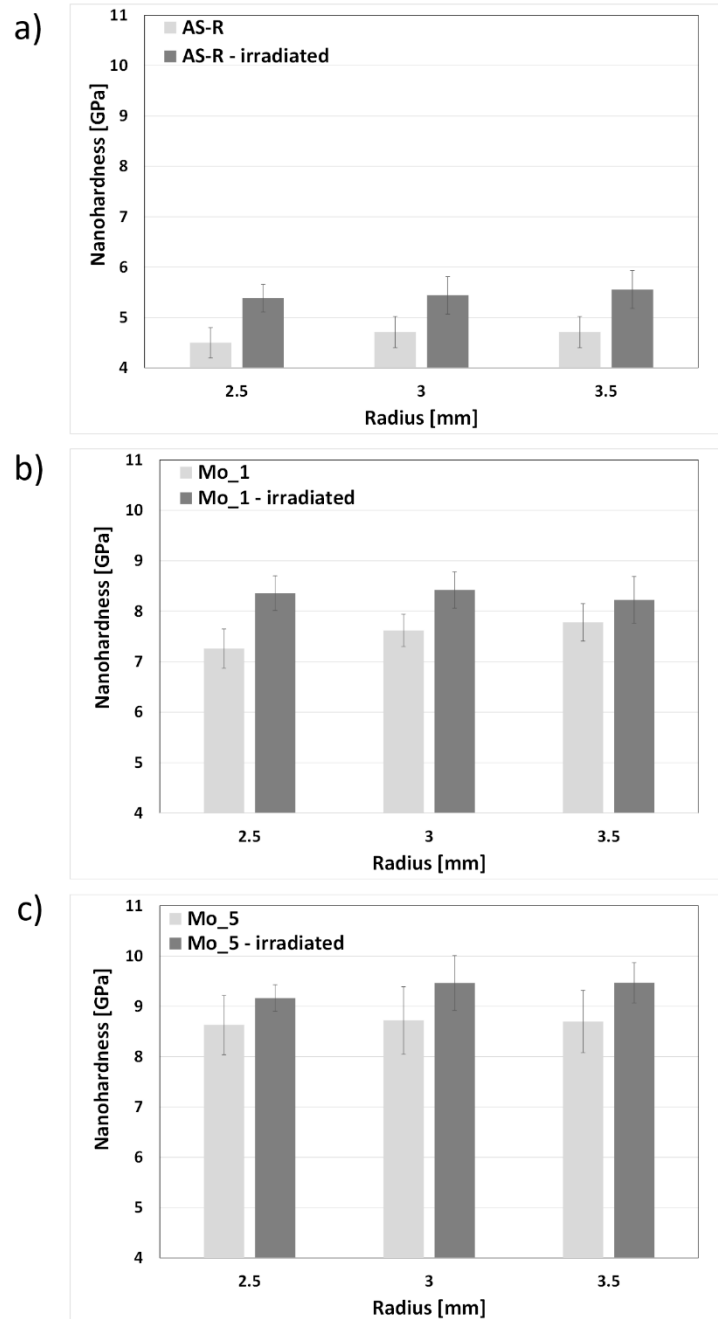 a)
AS-R
AS-R - irradiated
Nanohardness [GPa]
11
10
9
8
7
6
5
4
2.5 3 3.5
Radius [mm]
b)
Mo_1
Mo_1 - irradiated
Nanohardness [GPa]
11
10
9
8
7
6
5
4
2.5 3 3.5
Radius [mm]
c)
Mo_5
Mo_5 - irradiated
Nanohardness [GPa]
11
10
9
8
7
6
5
4
2.5 3 3.5
Radius [mm]